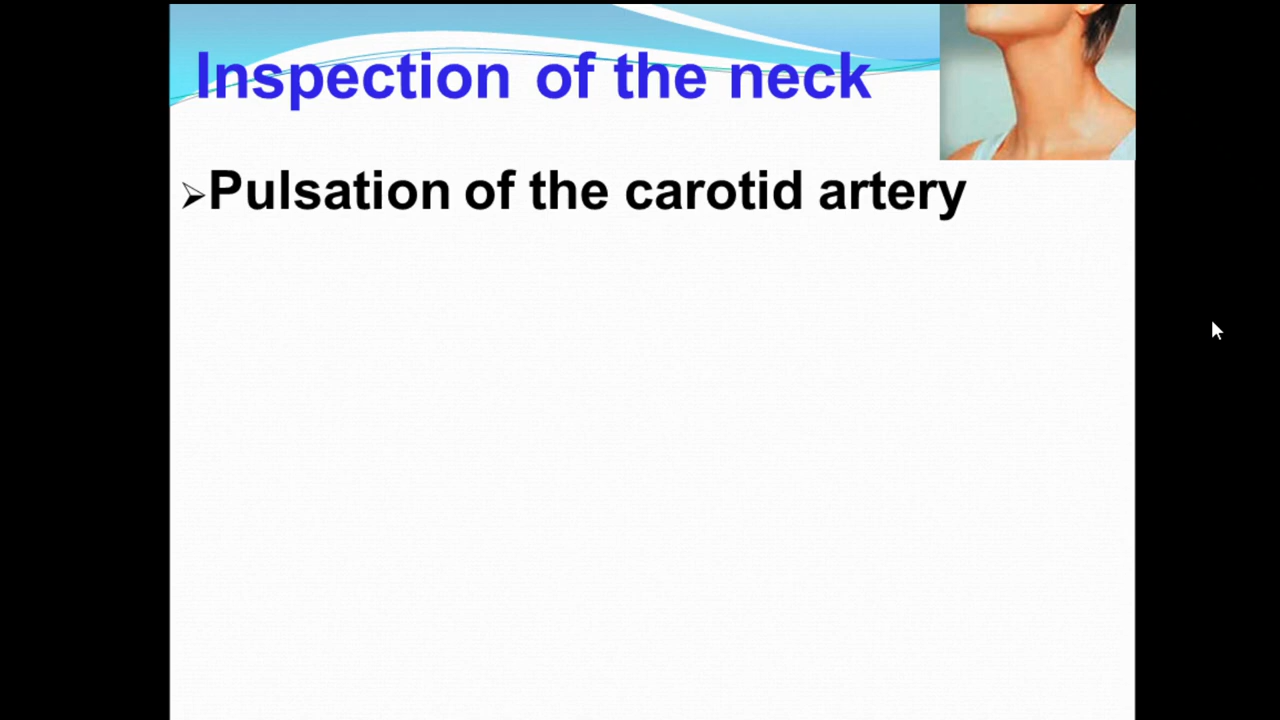 Inspection of the neck
➢Pulsation of the carotid artery